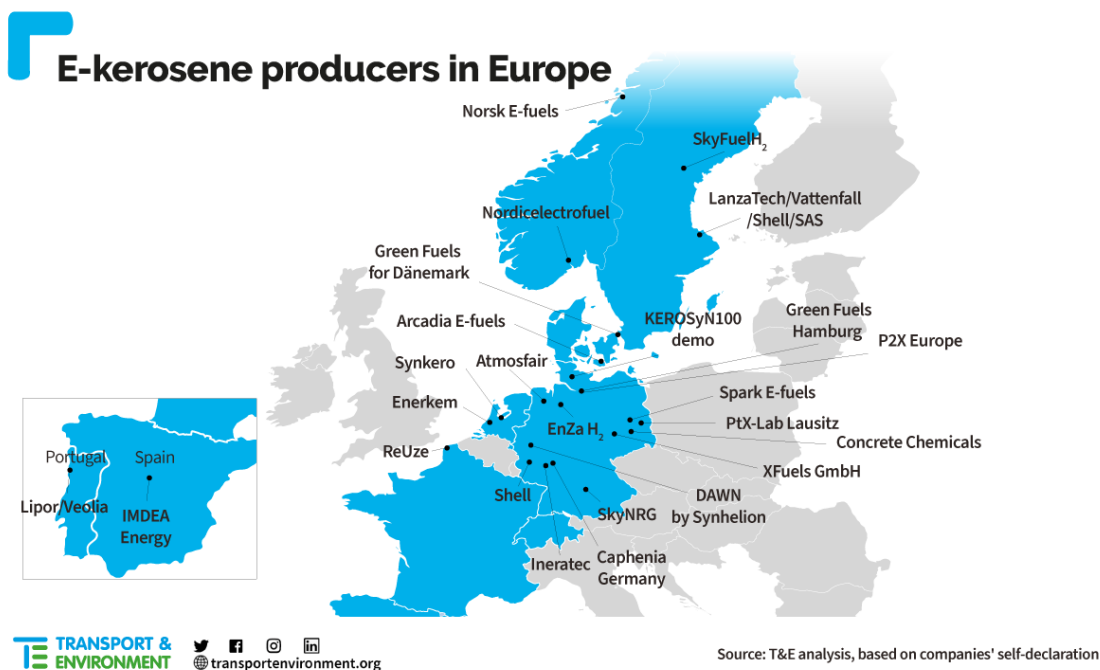 E-kerosene producers in Europe
Norsk E-fuels
SkyFuelH₂
LanzaTech/Vattenfall
/Shell/SAS
Nordicelectrofuel
Green Fuels
for Dänemark
Arcadia E-fuels
KEROSyN100
demo
Green Fuels
Hamburg
P2X Europe
Synkero
Atmosfair
Enerkem
EnZa H₂
Spark E-fuels
PtX-Lab Lausitz
Concrete Chemicals
ReUze
XFuels GmbH
Shell
DAWN
by Synhelion
SkyNRG
Ineratec
Caphenia
Germany
Portugal
Spain
Lipor/Veolia
IMDEA
Energy
TRANSPORT &
ENVIRONMENT
transportenvironment.org
Source: T&E analysis, based on companies' self-declaration